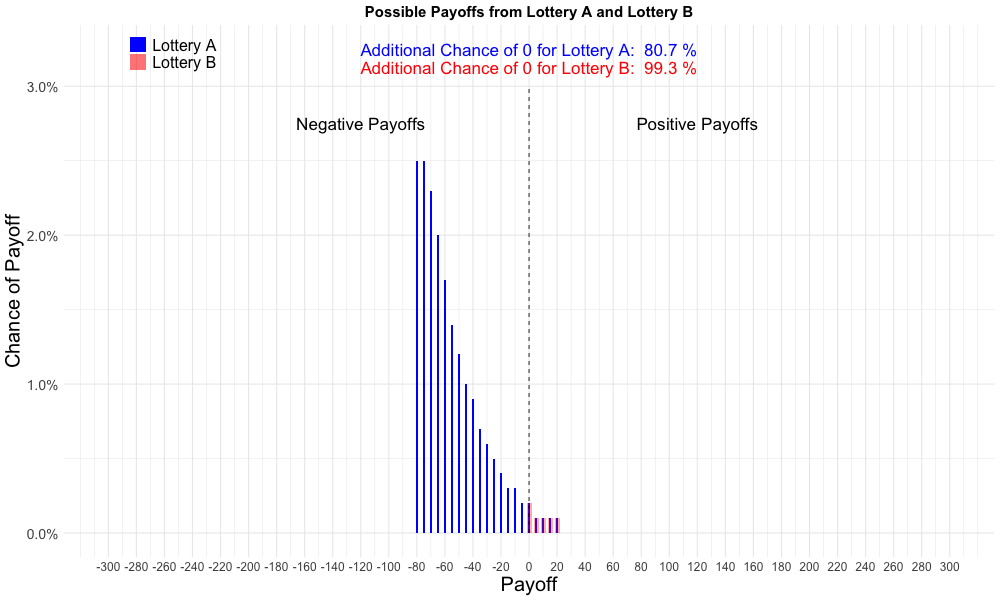 Possible Payoffs from Lottery A and Lottery B
Lottery A
Lottery B
Additional Chance of 0 for Lottery A: 80.7 %
Additional Chance of 0 for Lottery B: 99.3 %
Negative Payoffs
Positive Payoffs
Chance of Payoff
3.0%
2.0%
1.0%
0.0%
-300 -280 -260 -240 -220 -200 -180 -160 -140 -120 -100 -80 -60 -40 -20 0 20 40 60 80 100 120 140 160 180 200 220 240 260 280 300
Payoff